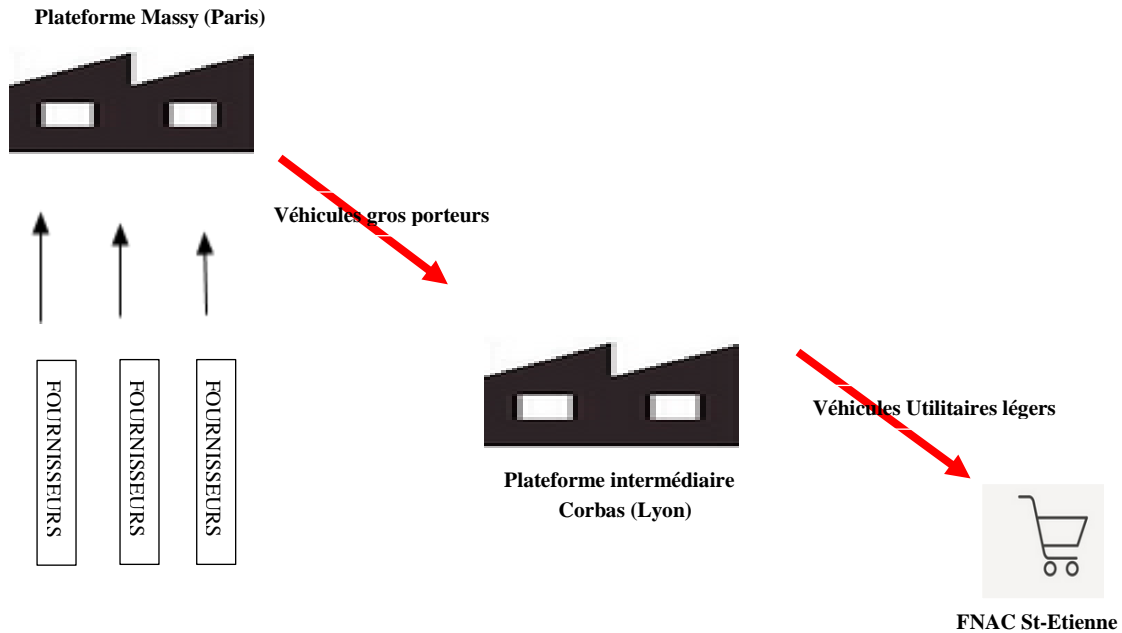 Plateforme Massy (Paris)
Véhicules gros porteurs
FOURNISSEURS
FOURNISSEURS
FOURNISSEURS
Plateforme intermédiaire
Corbas (Lyon)
Véhicules Utilitaires légers
FNAC St-Etienne